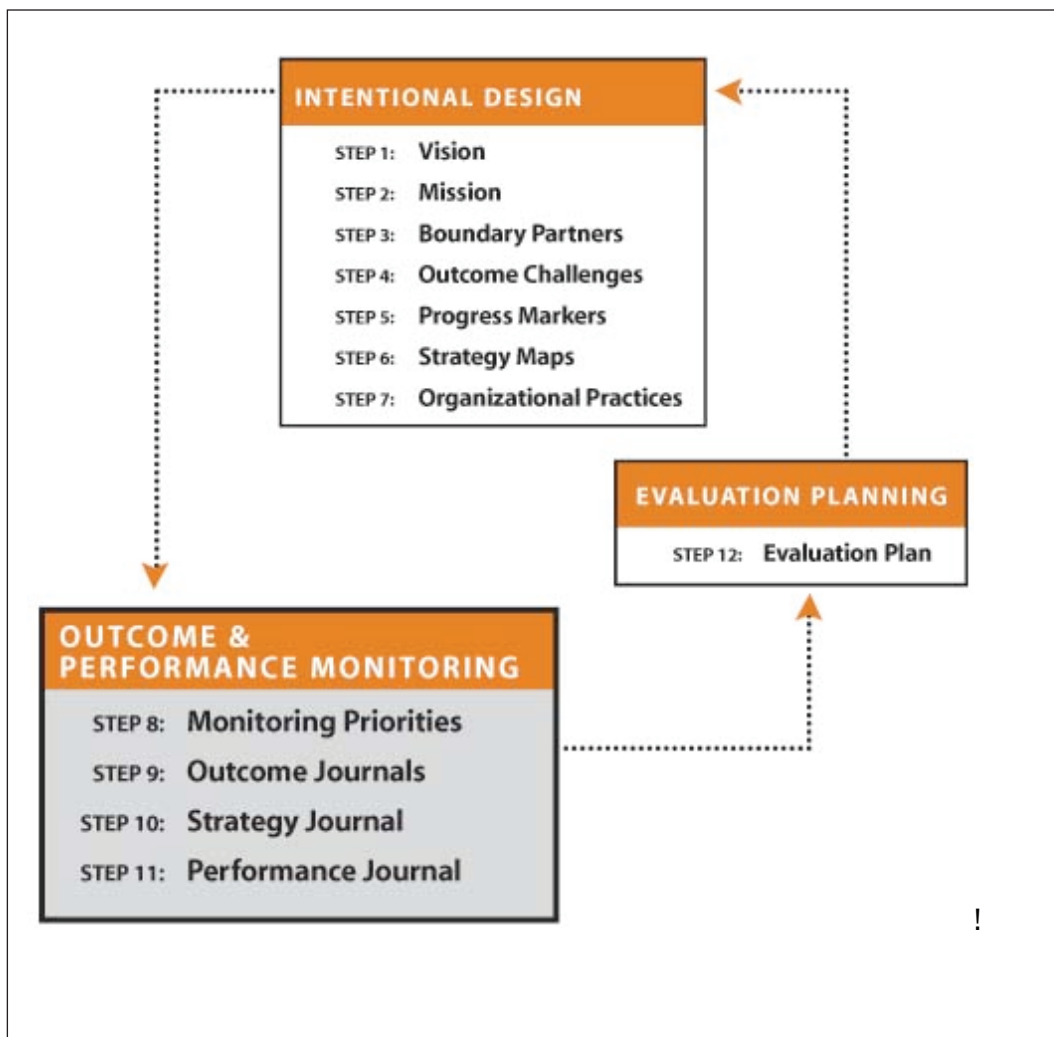 INTENTIONAL DESIGN
STEP 1: Vision
STEP 2: Mission
STEP 3: Boundary Partners
STEP 4: Outcome Challenges
STEP 5: Progress Markers
STEP 6: Strategy Maps
STEP 7: Organizational Practices
EVALUATION PLANNING
STEP 12: Evaluation Plan
OUTCOME &
PERFORMANCE MONITORING
STEP 8: Monitoring Priorities
STEP 9: Outcome Journals
STEP 10: Strategy Journal
STEP 11: Performance Journal
!